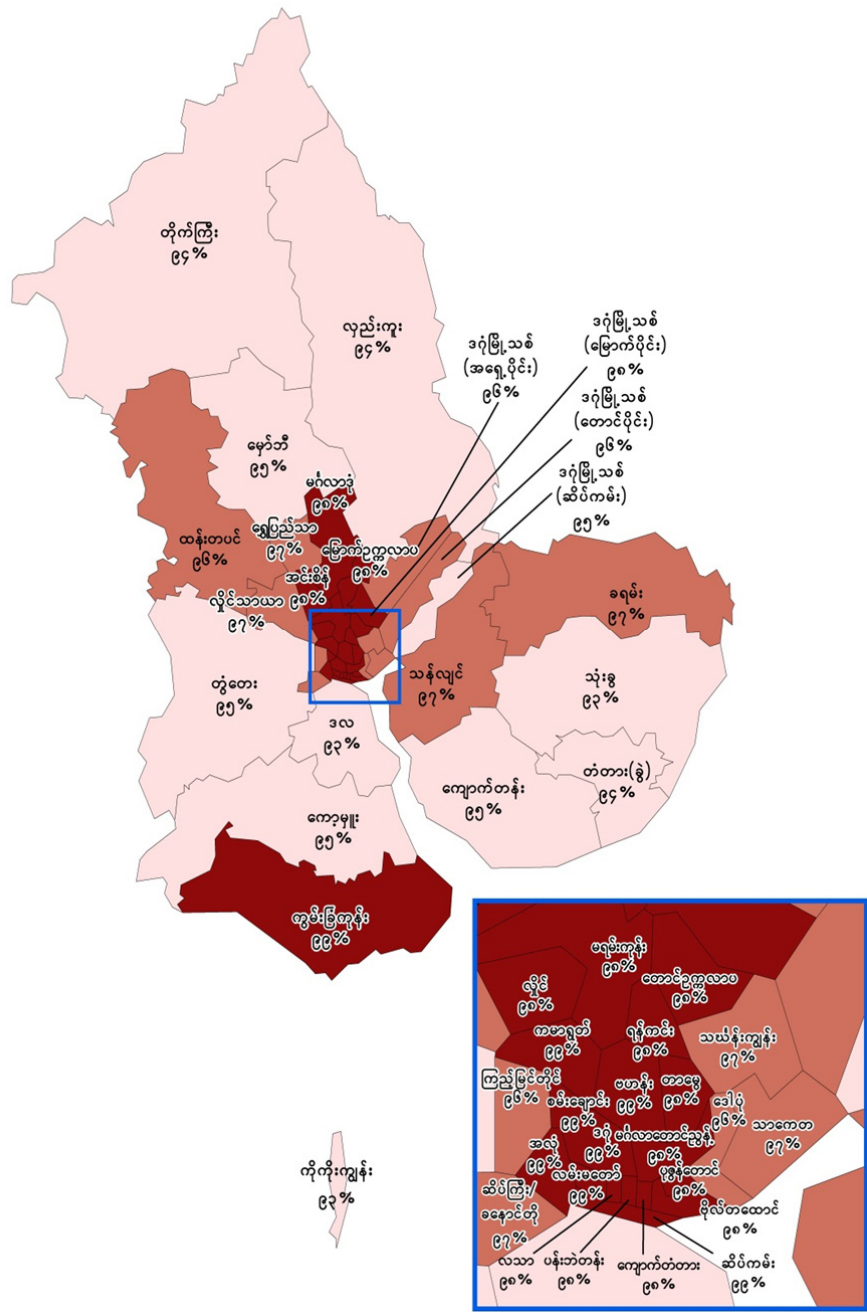 တိုက်ကြီး
၉၄%
လှည်းကူး
၉၄%
ဒဂုံမြို့သစ်
(အရှေ့ပိုင်း)
၉၆%
ဒဂုံမြို့သစ်
(မြောက်ပိုင်း)
၉၈%
ဒဂုံမြို့သစ်
(တောင်ပိုင်း)
၉၆%
ဒဂုံမြို့သစ်
(ဆိပ်ကမ်း)
၉၅%
မှော်ဘီ
၉၅%
မင်္ဂလာဒုံ
၉၈%
ရွှေပြည်သာ
၉၇%
ထန်းတပင်
၉၆%
မြောက်ဥက္ကလာပ
၉၈%
အင်းစိန်
၉၈%
လှိုင်သာယာ
၉၇%
ခရမ်း
၉၇%
သန်လျင်
၉၇%
သုံးခွ
၉၃%
တွံတေး
၉၅%
ဒလ
၉၃%
တံတား(ခွဲ)
၉၄%
ကျောက်တန်း
၉၅%
ကော့မှူး
၉၅%
ကွမ်းခြံကုန်း
၉၉%
ကိုကိုးကျွန်း
၉၃%
မရမ်းကုန်း
၉၈%
တောင်ဥက္ကလာပ
၉၈%
လှိုင်
၉၈%
ကမာရွတ်
၉၉%
ရန်ကင်း
၉၈%
သင်္ဃန်းကျွန်း
၉၇%
ကြည့်မြင်တိုင်
၉၆%
ဗဟန်း
၉၉%
တာမွေ
၉၈%
စမ်းချောင်း
၉၉%
ဒေါပုံ
၉၆%
သာကေတ
၉၇%
ဒဂုံ
၉၉%
မင်္ဂလာတောင်ညွန့်
၉၈%
အလုံ
၉၉%
လမ်းမတော်
၉၉%
ပုဇွန်တောင်
၉၈%
ဆိပ်ကြီး/
ခနောင်တို
၉၇%
ဗိုလ်တထောင်
၉၈%
လသာ
၉၈%
ပန်းဘဲတန်း
၉၈%
ကျောက်တံတား
၉၈%
ဆိပ်ကမ်း
၉၉%